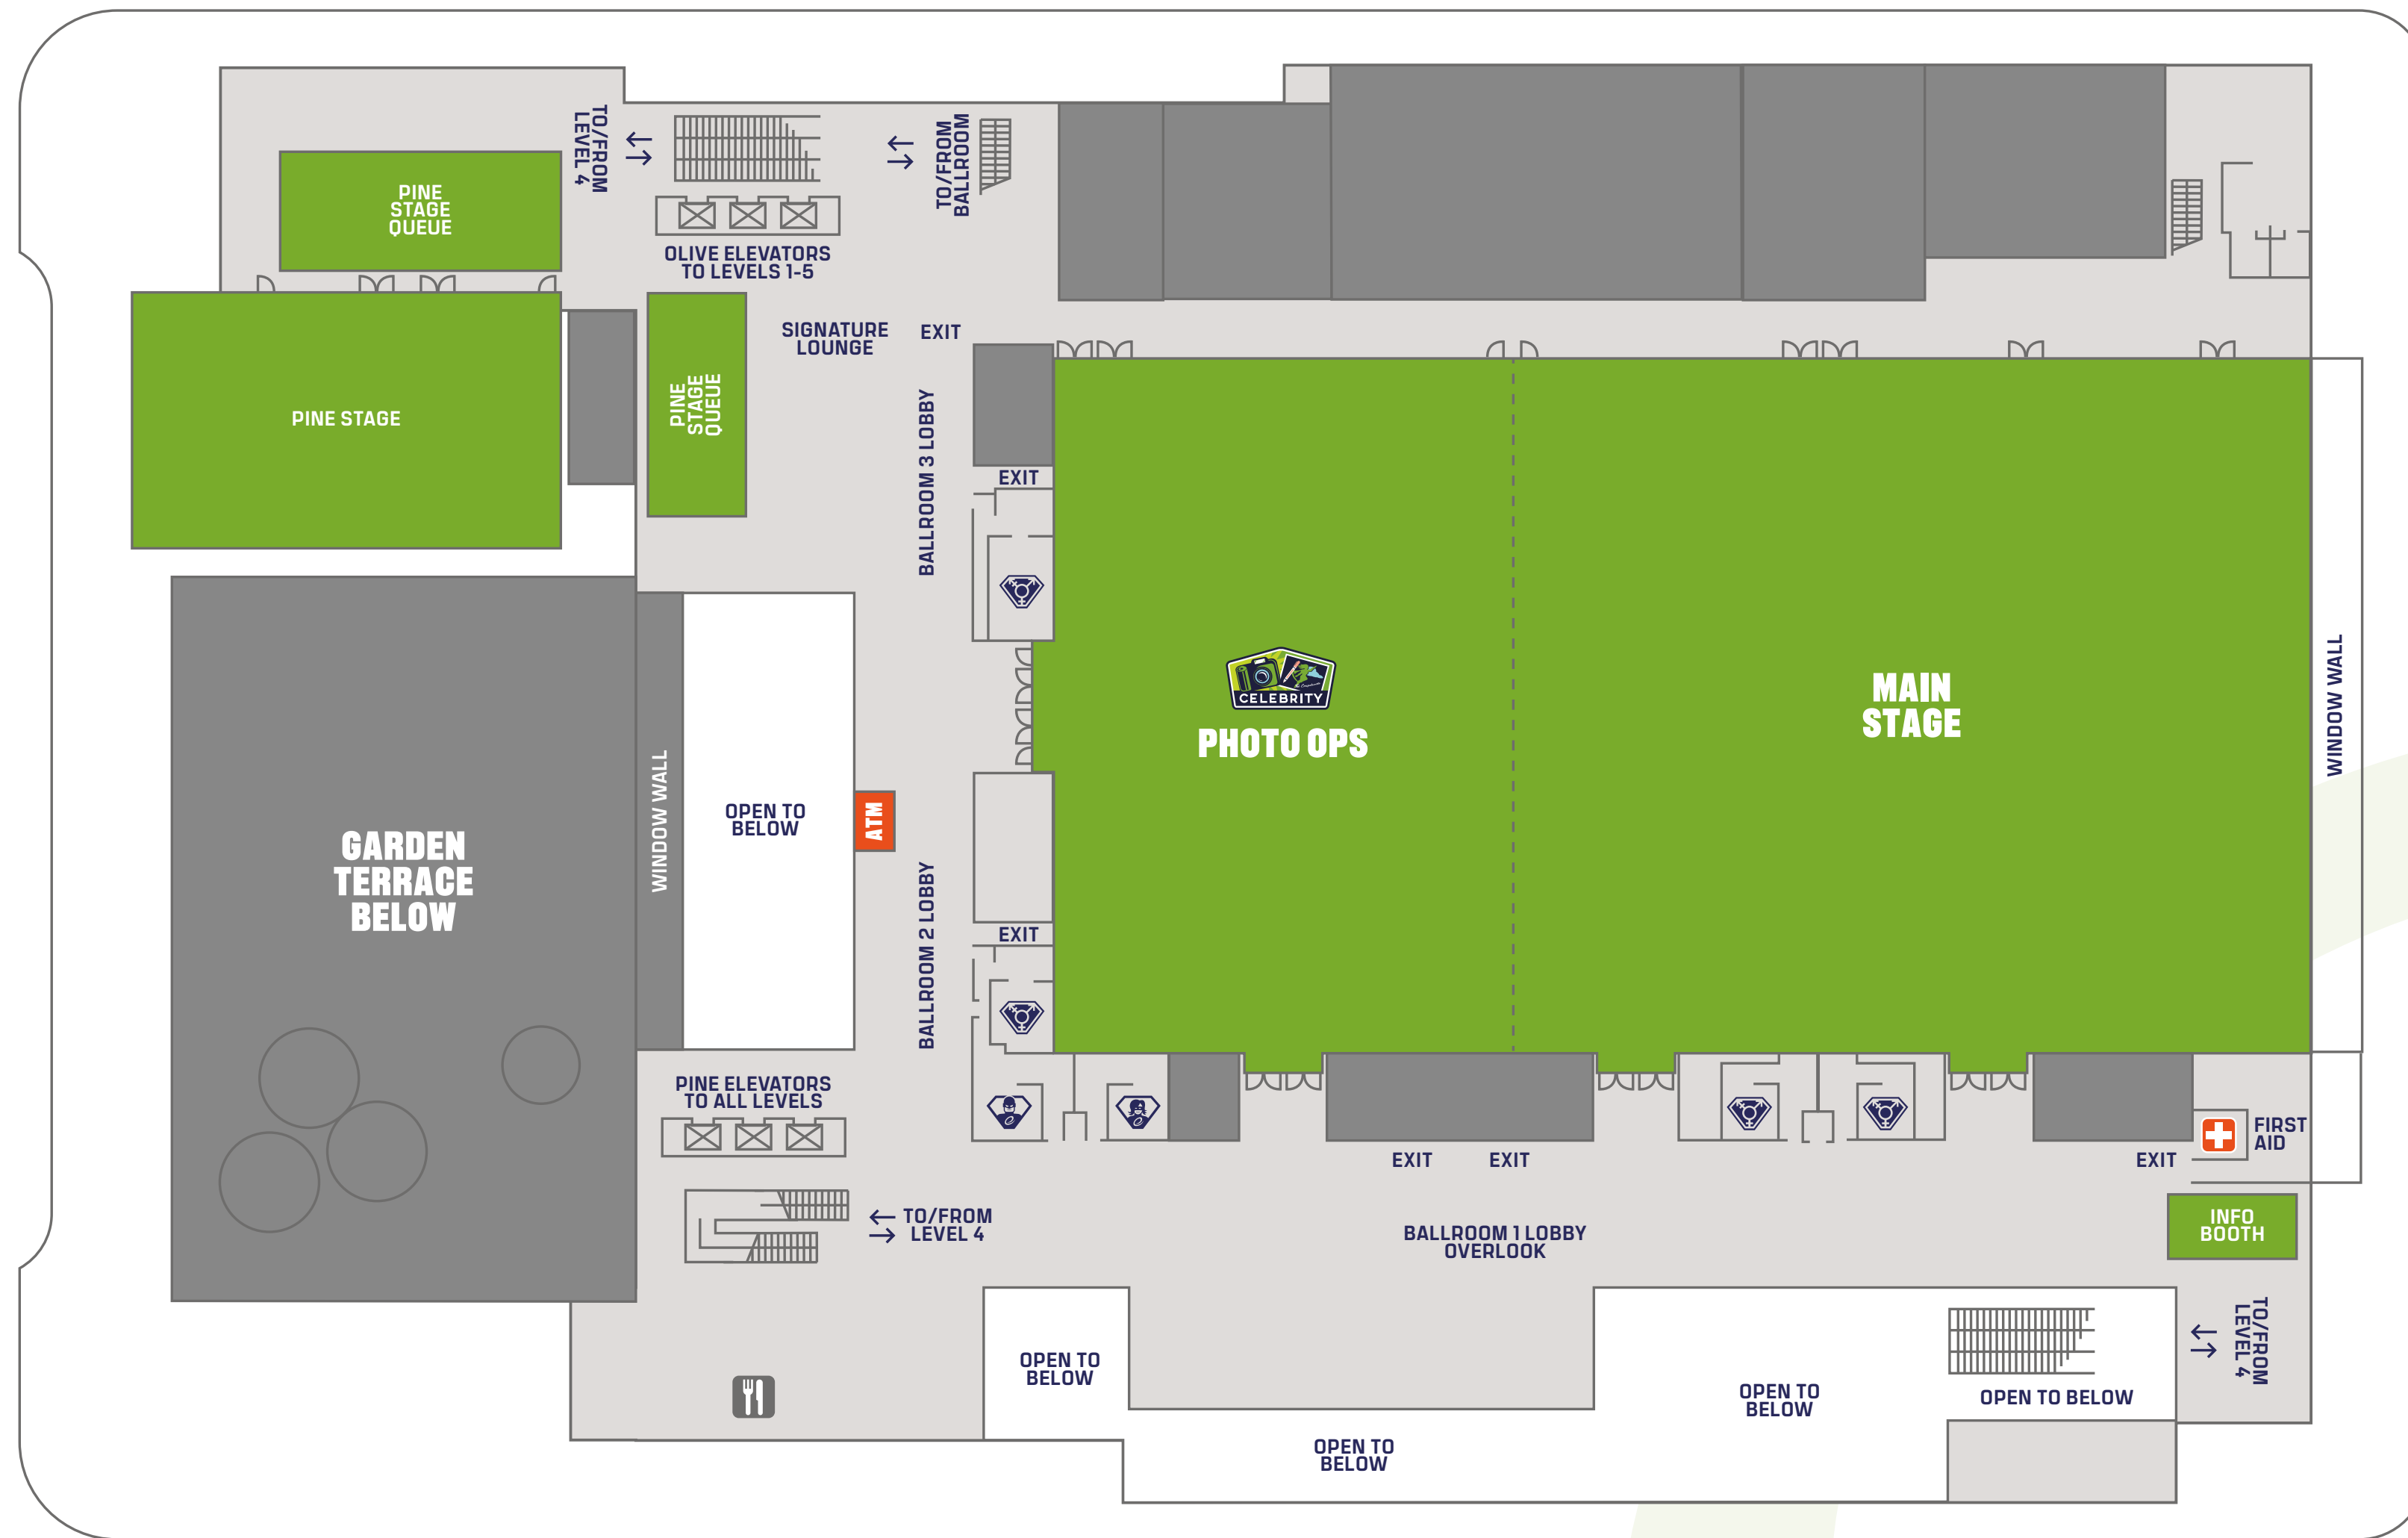 TO/FROM
LEVEL 4
TO/FROM
BALLROOM
PINE
STAGE
QUEUE
OLIVE ELEVATORS
TO LEVELS 1-5
SIGNATURE
LOUNGE
EXIT
PINE STAGE
PINE
STAGE
QUEUE
BALLROOM 3 LOBBY
EXIT
CELEBRITY
PHOTO OPS
MAIN
STAGE
WINDOW WALL
GARDEN
TERRACE
BELOW
WINDOW WALL
OPEN TO
BELOW
ATM
BALLROOM 2 LOBBY
EXIT
PINE ELEVATORS
TO ALL LEVELS
TO/FROM
LEVEL 4
EXIT
EXIT
EXIT
FIRST
AID
BALLROOM 1 LOBBY
OVERLOOK
INFO
BOOTH
TO/FROM
LEVEL 4
OPEN TO
BELOW
OPEN TO
BELOW
OPEN TO BELOW
OPEN TO
BELOW